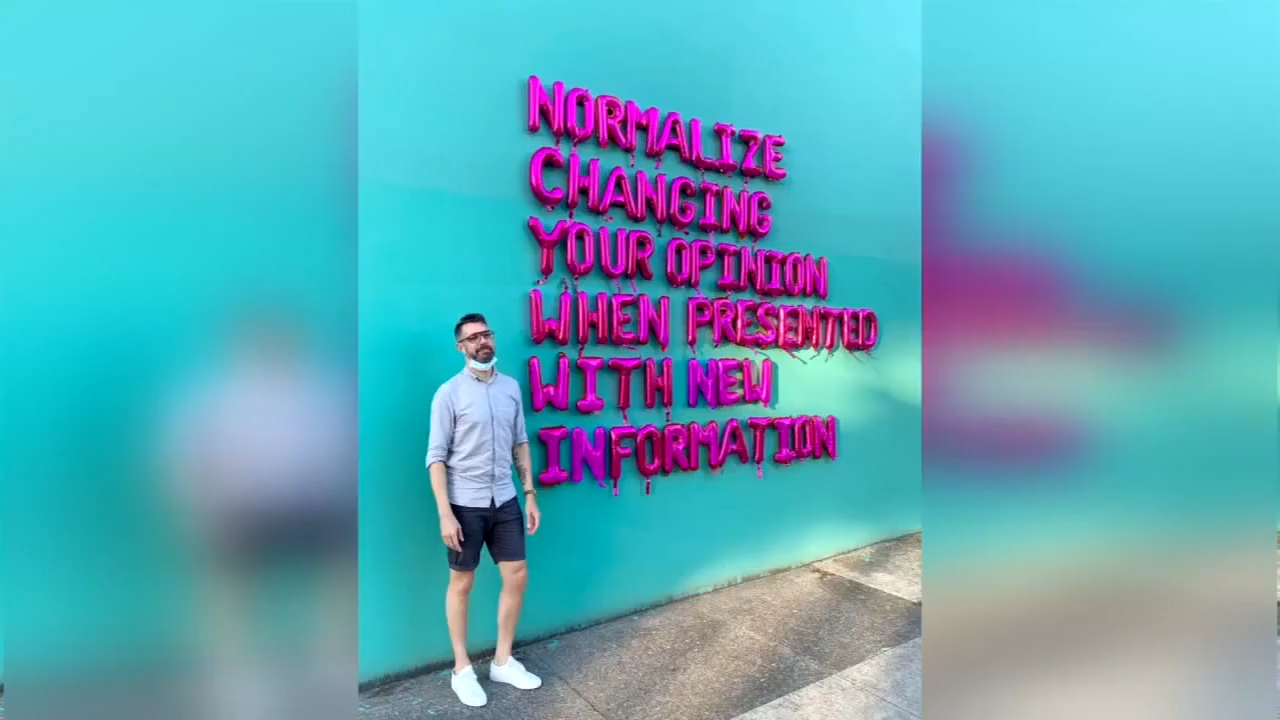 NORMALIZE
CHANGING
YOUR OPINION
WHEN PRESENTED
WITH NEW
INFORMATION